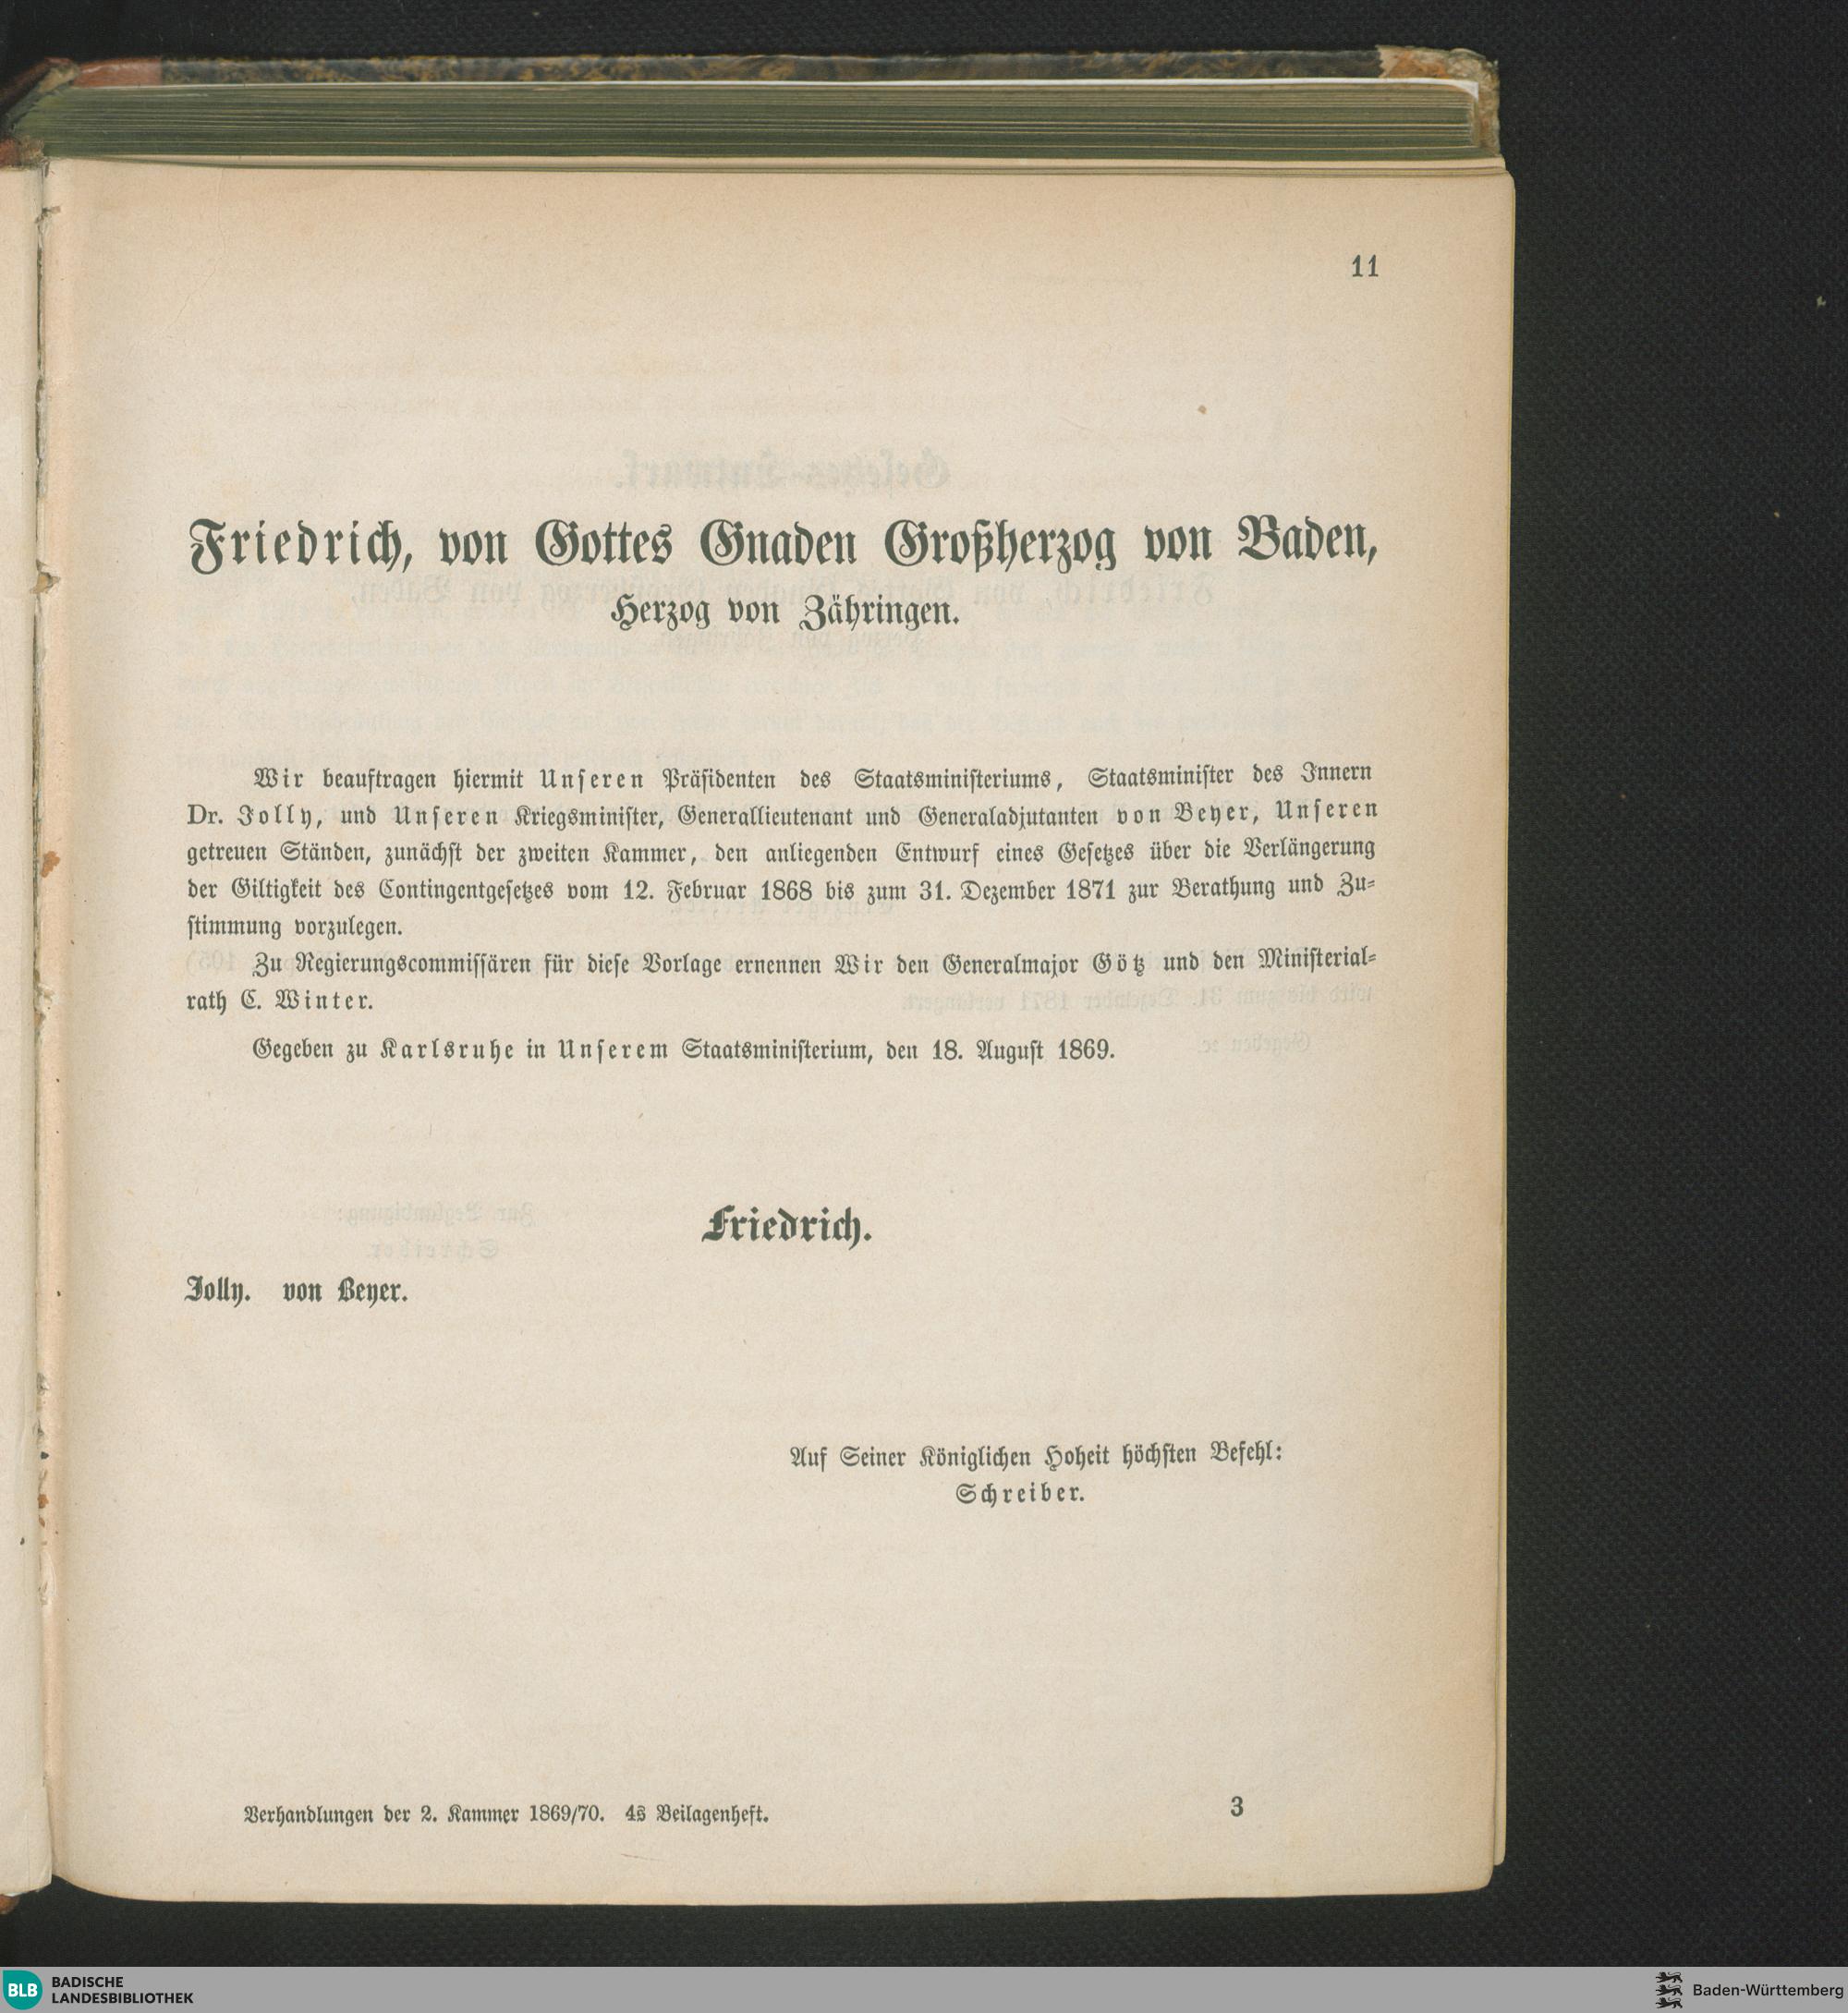 11
Friedrich, von Gottes Gnaden Großherzog von Baden,
Herzog von Zähringen.
Wir beauftragen hiermit Unseren Präsidenten des Staatsministeriums, Staatsminister des Innern
Dr. Jolly, und Unseren Kriegsminister, Generallieutenant und Generaladjutanten von Beyer, Unseren
getreuen Ständen, zunächst der zweiten Kammer, den anliegenden Entwurf eines Gesetzes über die Verlängerung
der Giltigkeit des Contingentgesetzes vom 12. Februar 1868 bis zum 31. Dezember 1871 zur Berathung und Zu-
stimmung vorzulegen.
Zu Regierungscommissären für diese Vorlage ernennen Wir den Generalmajor Götz und den Ministerial-
rath C. Winter.
Gegeben zu Karlsruhe in Unserem Staatsministerium, den 18. August 1869.
Friedrich.
Jolly. von Beyer.
Auf Seiner Königlichen Hoheit höchsten Befehl:
Schreiber.
Verhandlungen der 2. Kammer 1869/70. 4s Beilagenheft.
3
BLB BADISCHE
LANDESBIBLIOTHEK
Baden-Württemberg